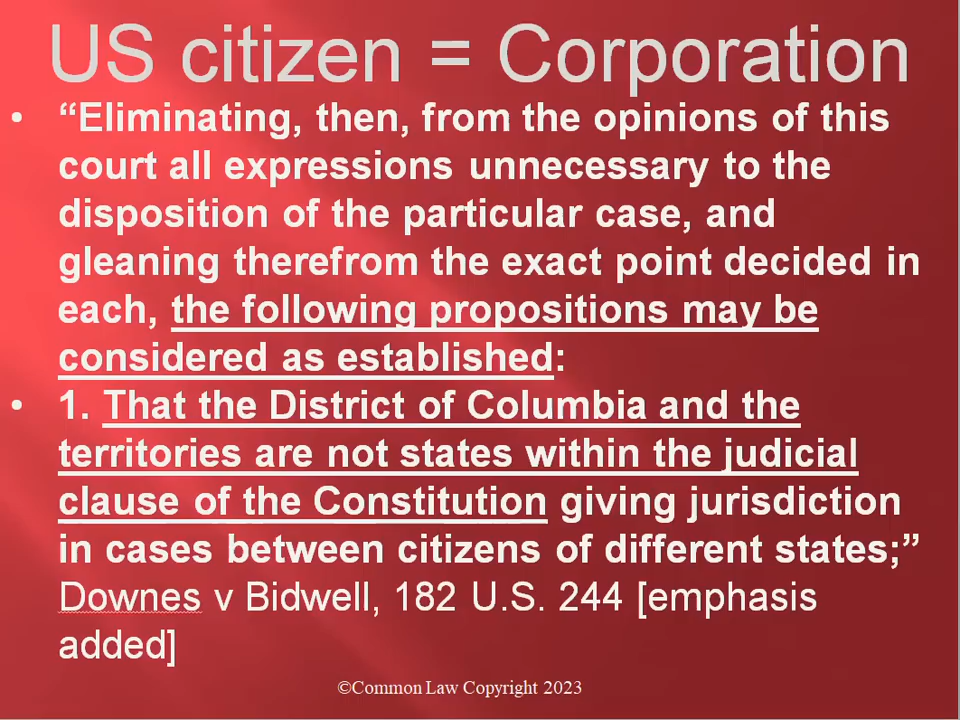 US citizen = Corporation
• “Eliminating, then, from the opinions of this
court all expressions unnecessary to the
disposition of the particular case, and
gleaning therefrom the exact point decided in
each, the following propositions may be
considered as established:
• 1. That the District of Columbia and the
territories are not states within the judicial
clause of the Constitution giving jurisdiction
in cases between citizens of different states;”
Downes v Bidwell, 182 U.S. 244 [emphasis
added]
©Common Law Copyright 2023